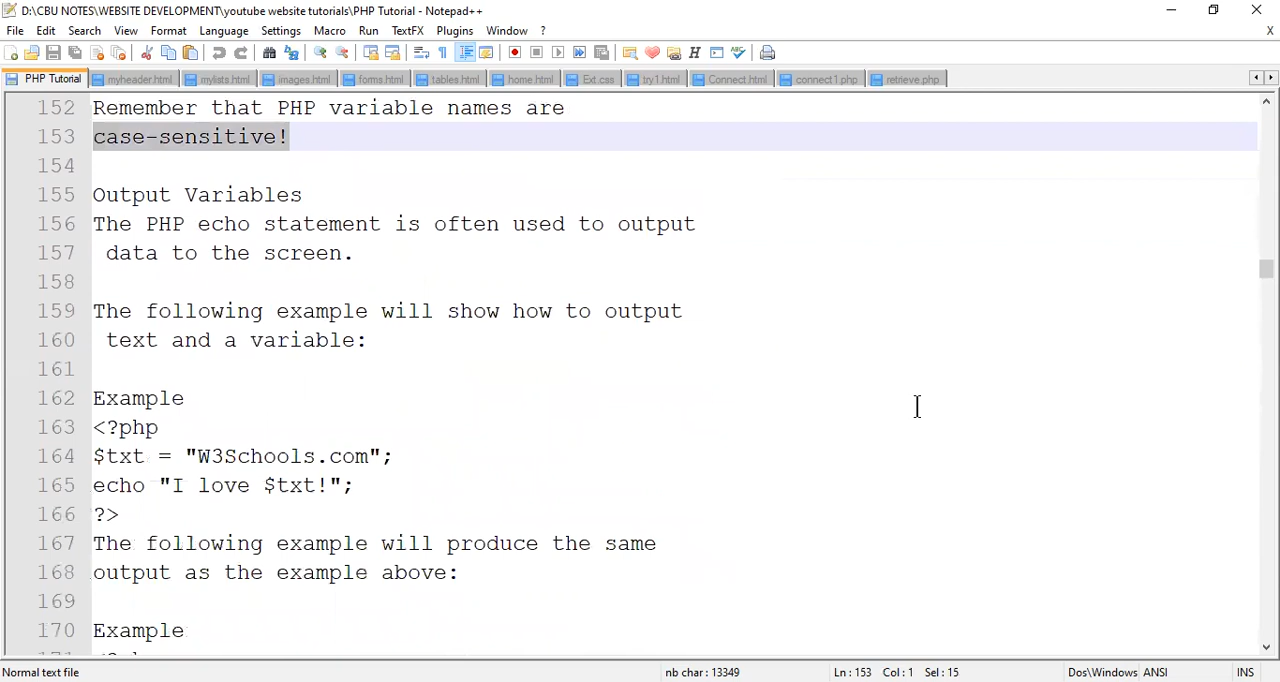 D:\CBU NOTES\WEBSITE DEVELOPMENT\youtube website tutorials\PHP Tutorial - Notepad++
File Edit Search View Format Encoding Language Settings Macro Run TextFX Plugins Window ?
X
PHP Tutorial myheader.html mylists.html images.html forms.html tables.html home.html Ext.css try1.html Connect.html connect1.php retrieve.php
152 Remember that PHP variable names are
153 case-sensitive!
154
155 Output Variables
156 The PHP echo statement is often used to output
157 data to the screen.
158
159 The following example will show how to output
160 text and a variable:
161
162 Example
163 <?php
164 $txt = "W3Schools.com";
165 echo "I love $txt!";
166 ?>
167 The following example will produce the same
168 output as the example above:
169
170 Example
Normal text file nb char : 13349 Ln : 153 Col : 1 Sel : 15 Dos\Windows ANSI INS